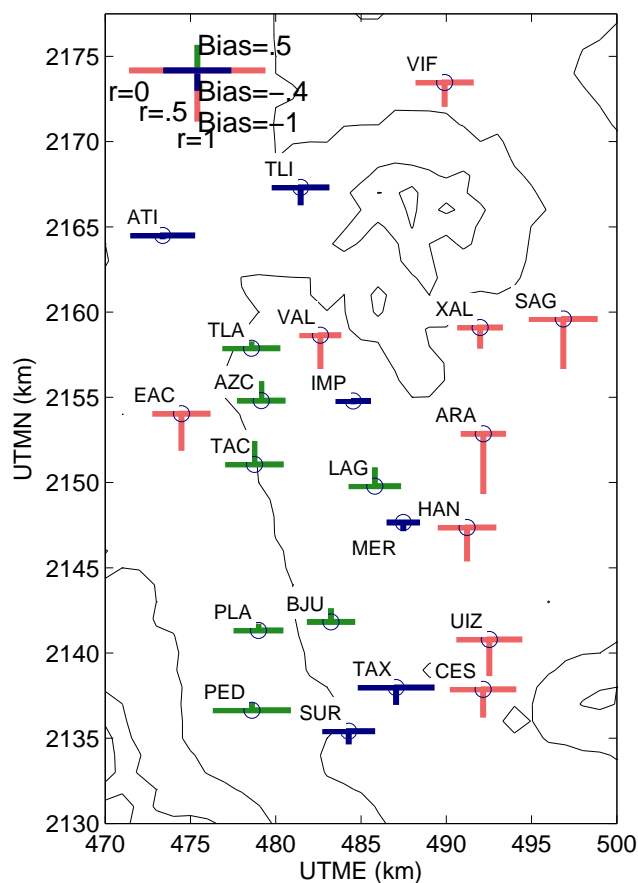 2175
2170
2165
2160
2155
2150
2145
2140
2135
2130
UTMN (km)
470
475
480
485
490
495
500
UTME (km)
Bias=.5
Bias=−.4
Bias=−1
r=0
r=.5
r=1
VIF
TLI
ATI
SAG
XAL
VAL
TLA
AZC
IMP
EAC
ARA
TAC
LAG
HAN
MER
BJU
PLA
UIZ
TAX
CES
PED
SUR